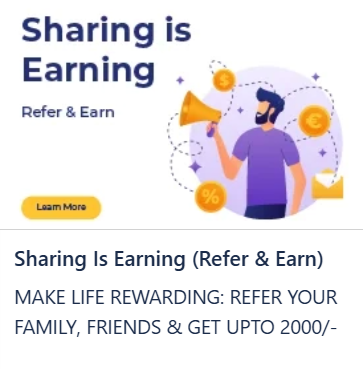 Sharing is
Earning
Refer & Earn
Learn More
Sharing Is Earning (Refer & Earn)
MAKE LIFE REWARDING: REFER YOUR
FAMILY, FRIENDS & GET UPTO 2000/-